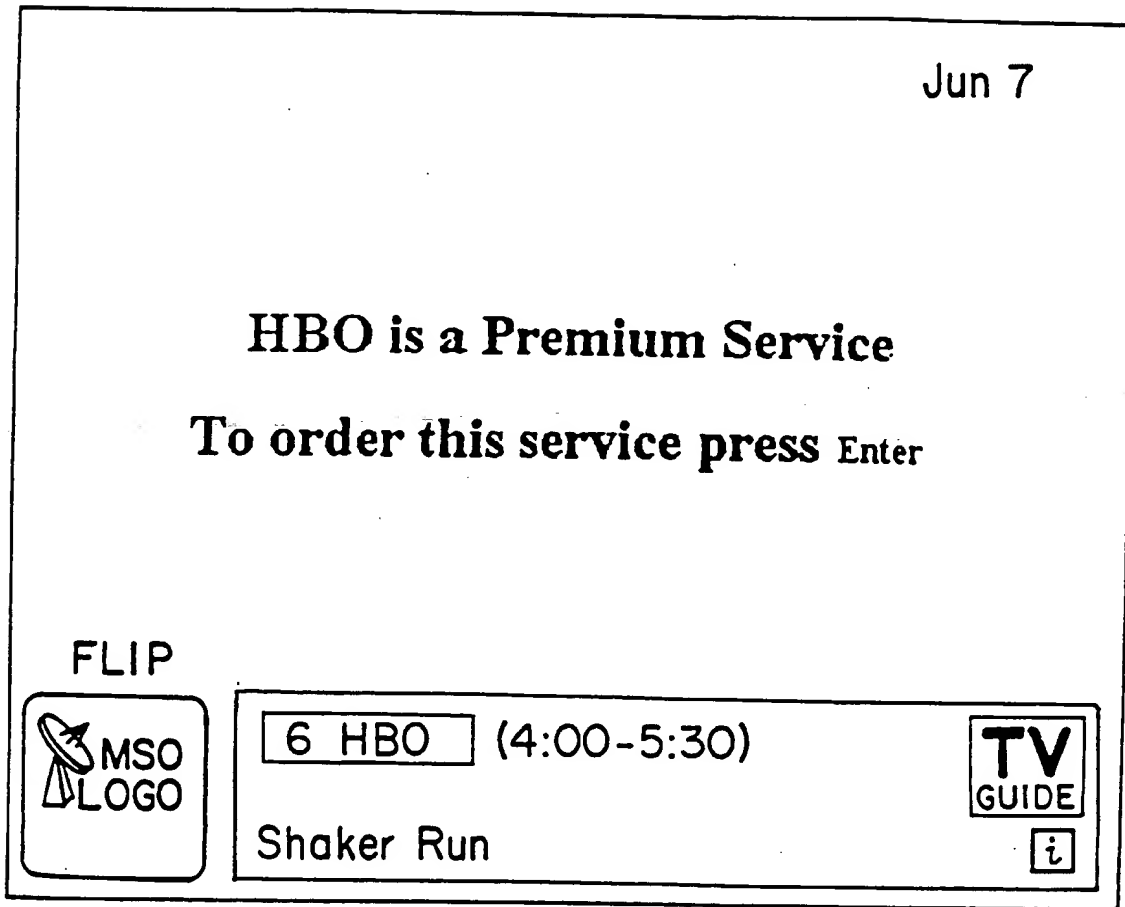 Jun 7
HBO is a Premium Service
To order this service press Enter
FLIP
MSO
LOGO
6 HBO (4:00-5:30)
TV
GUIDE
Shaker Run
i